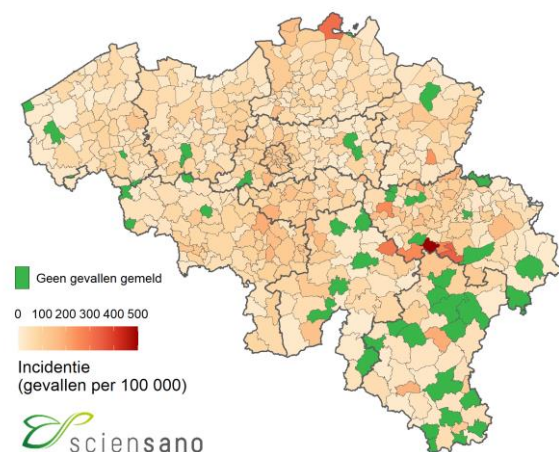 Geen gevallen gemeld
0 100 200 300 400 500
Incidentie
(gevallen per 100 000)
sciensano